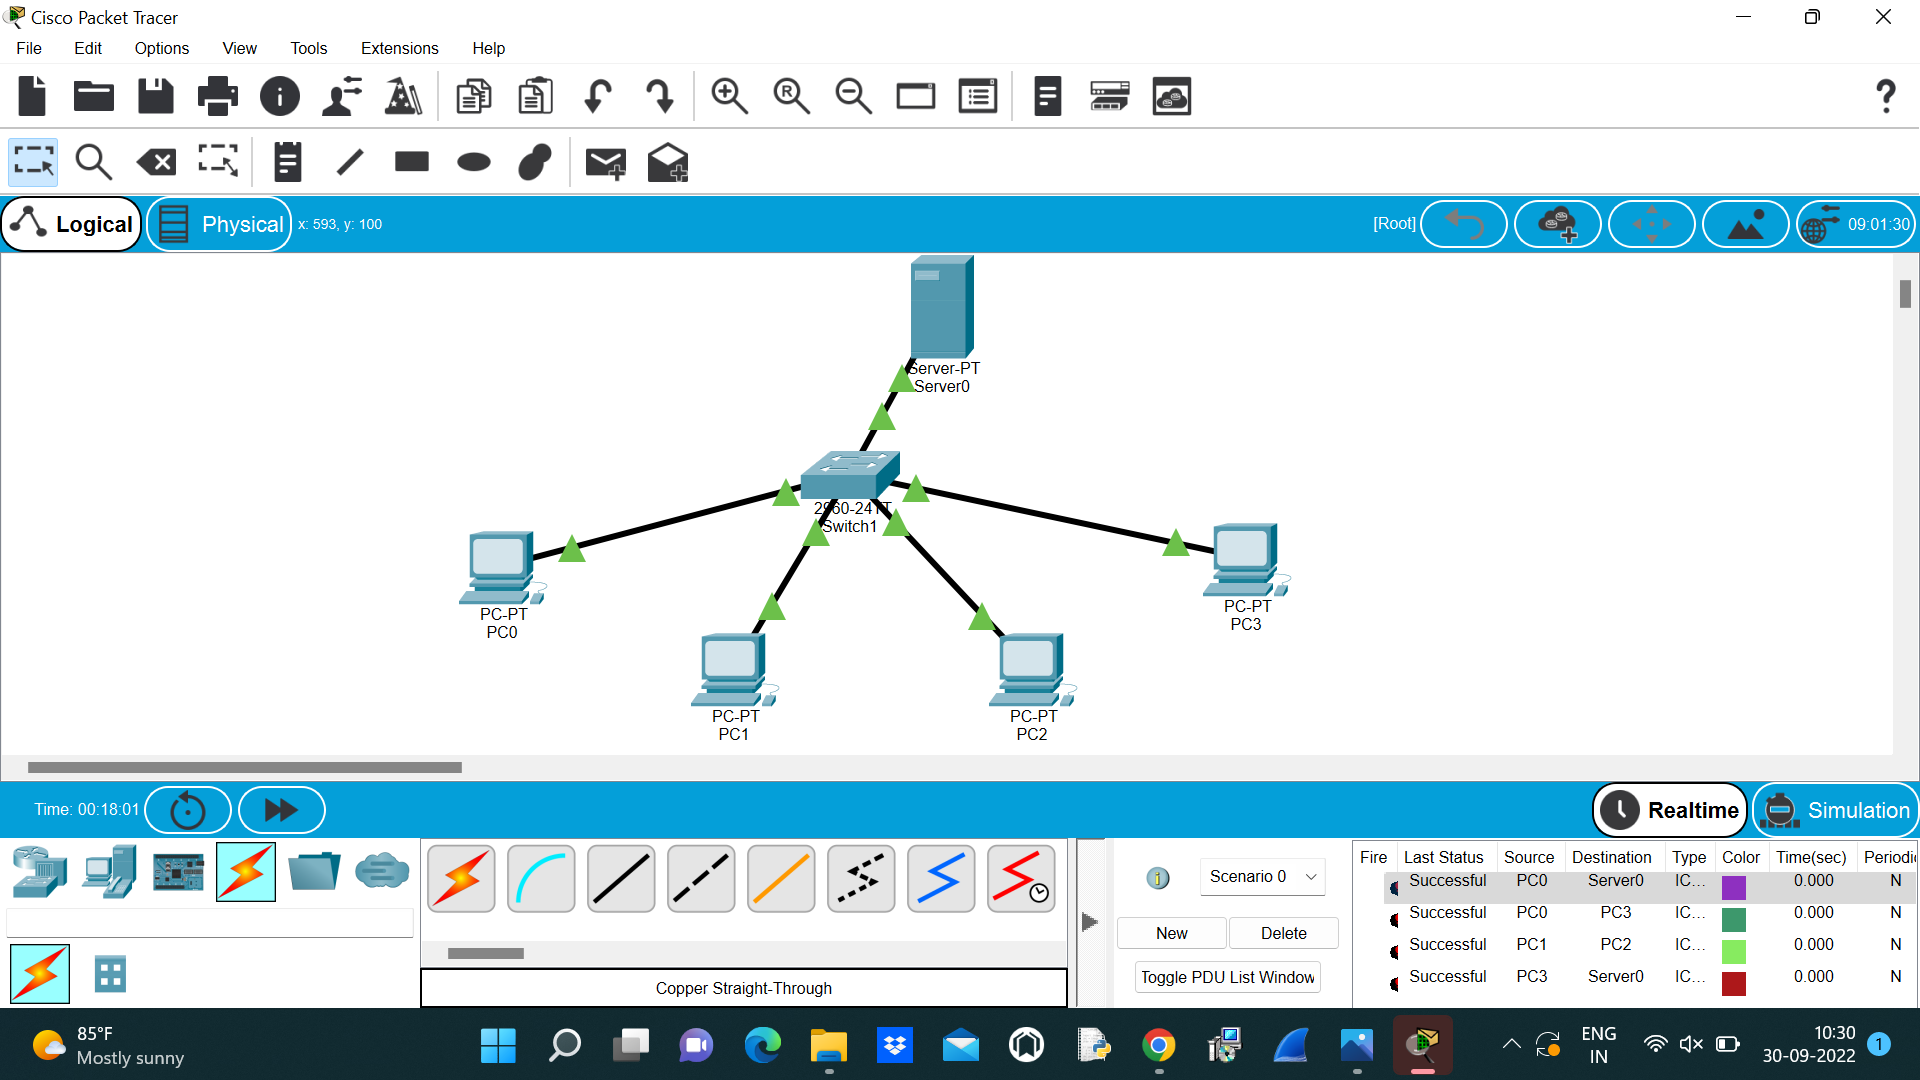 Cisco Packet Tracer
File Edit Options View Tools Extensions Help
Logical Physical x: 593, y: 100 [Root] 09:01:30
Server-PT
Server0
2960-24TT
Switch1
PC-PT
PC0
PC-PT
PC3
PC-PT
PC1
PC-PT
PC2
Time: 00:18:01 Realtime Simulation
Fire Last Status Source Destination Type Color Time(sec) Periodi
Successful PC0 Server0 IC... 0.000 N
Successful PC0 PC3 IC... 0.000 N
Successful PC1 PC2 IC... 0.000 N
Successful PC3 Server0 IC... 0.000 N
Scenario 0
New Delete
Toggle PDU List Window
Copper Straight-Through
85°F
Mostly sunny
ENG
IN
10:30
30-09-2022
1